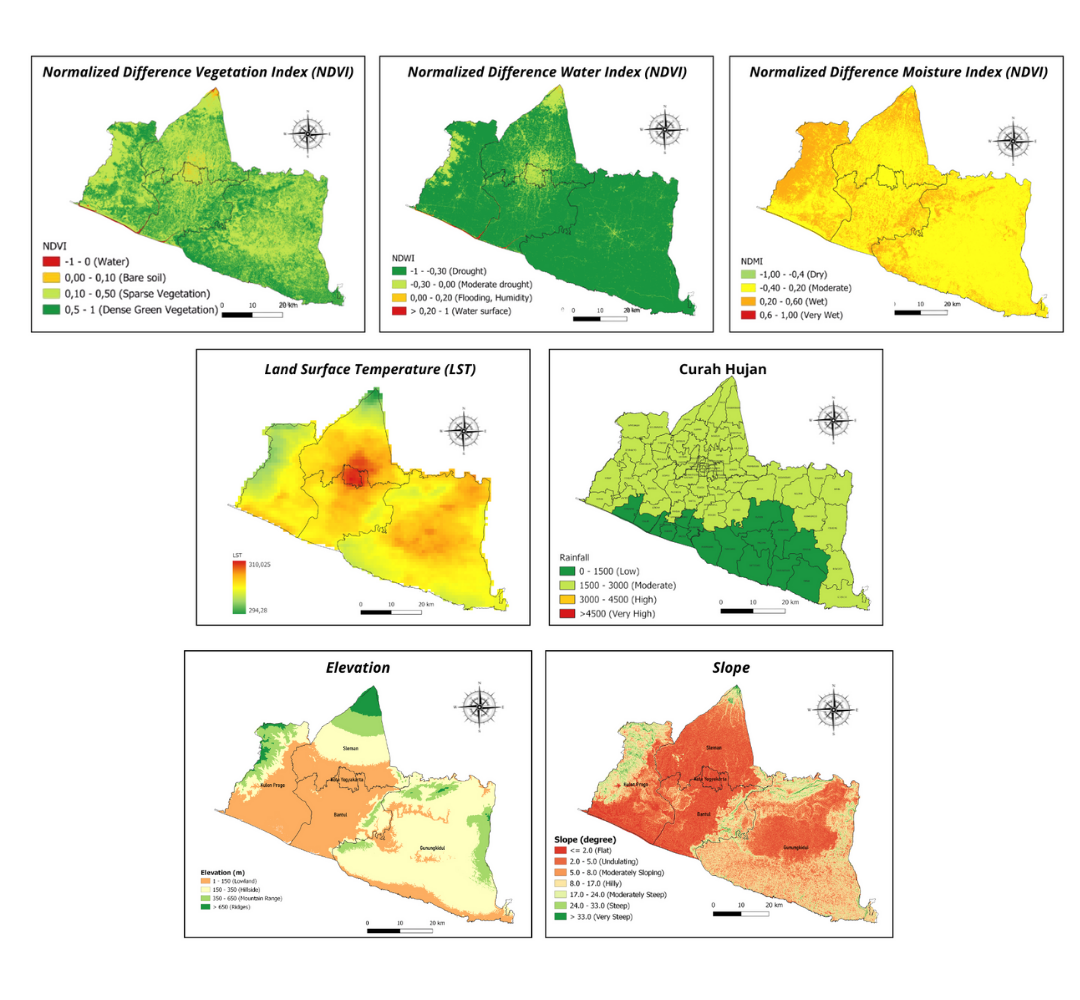 Normalized Difference Vegetation Index (NDVI)
N
NDVI
-1 - 0 (Water)
0,00 - 0,10 (Bare soil)
0,10 - 0,50 (Sparse Vegetation)
0,5 - 1 (Dense Green Vegetation)
0 10 20 km
Normalized Difference Water Index (NDVI)
N
NDWI
-1 - -0,30 (Drought)
-0,30 - 0,00 (Moderate drought)
0,00 - 0,20 (Flooding, Humidity)
> 0,20 - 1 (Water surface)
0 10 20 km
Normalized Difference Moisture Index (NDVI)
N
NDMI
-1,00 - -0,4 (Dry)
-0,40 - 0,20 (Moderate)
0,20 - 0,60 (Wet)
0,6 - 1,00 (Very Wet)
0 10 20 km
Land Surface Temperature (LST)
N
LST
310,025
294,28
0 10 20 km
Curah Hujan
N
Rainfall
0 - 1500 (Low)
1500 - 3000 (Moderate)
3000 - 4500 (High)
>4500 (Very High)
0 10 20 km
Elevation
N
Sleman
Kota Yogyakarta
Kulon Progo
Bantul
Gunungkidul
Elevation (m)
1 - 150 (Lowland)
150 - 350 (Hillside)
350 - 650 (Mountain Range)
> 650 (Ridges)
0 10 20 km
Slope
N
Sleman
Kota Yogyakarta
Kulon Progo
Bantul
Gunungkidul
Slope (degree)
<= 2.0 (Flat)
2.0 - 5.0 (Undulating)
5.0 - 8.0 (Moderately Sloping)
8.0 - 17.0 (Hilly)
17.0 - 24.0 (Moderately Steep)
24.0 - 33.0 (Steep)
> 33.0 (Very Steep)
0 10 20 km